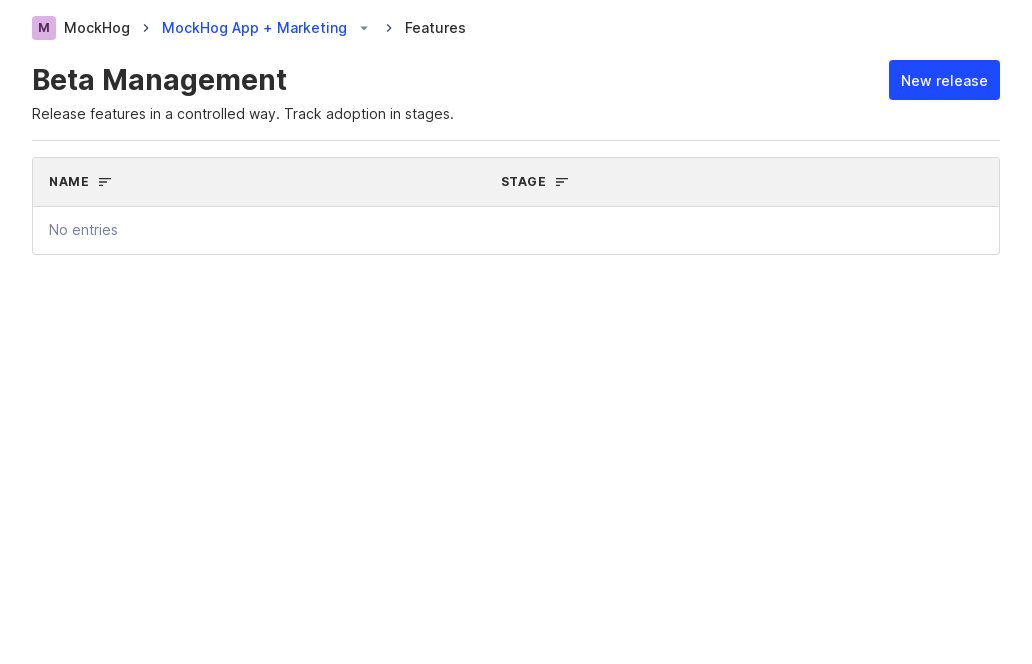 M MockHog MockHog App + Marketing Features
Beta Management
New release
Release features in a controlled way. Track adoption in stages.
NAME STAGE
No entries